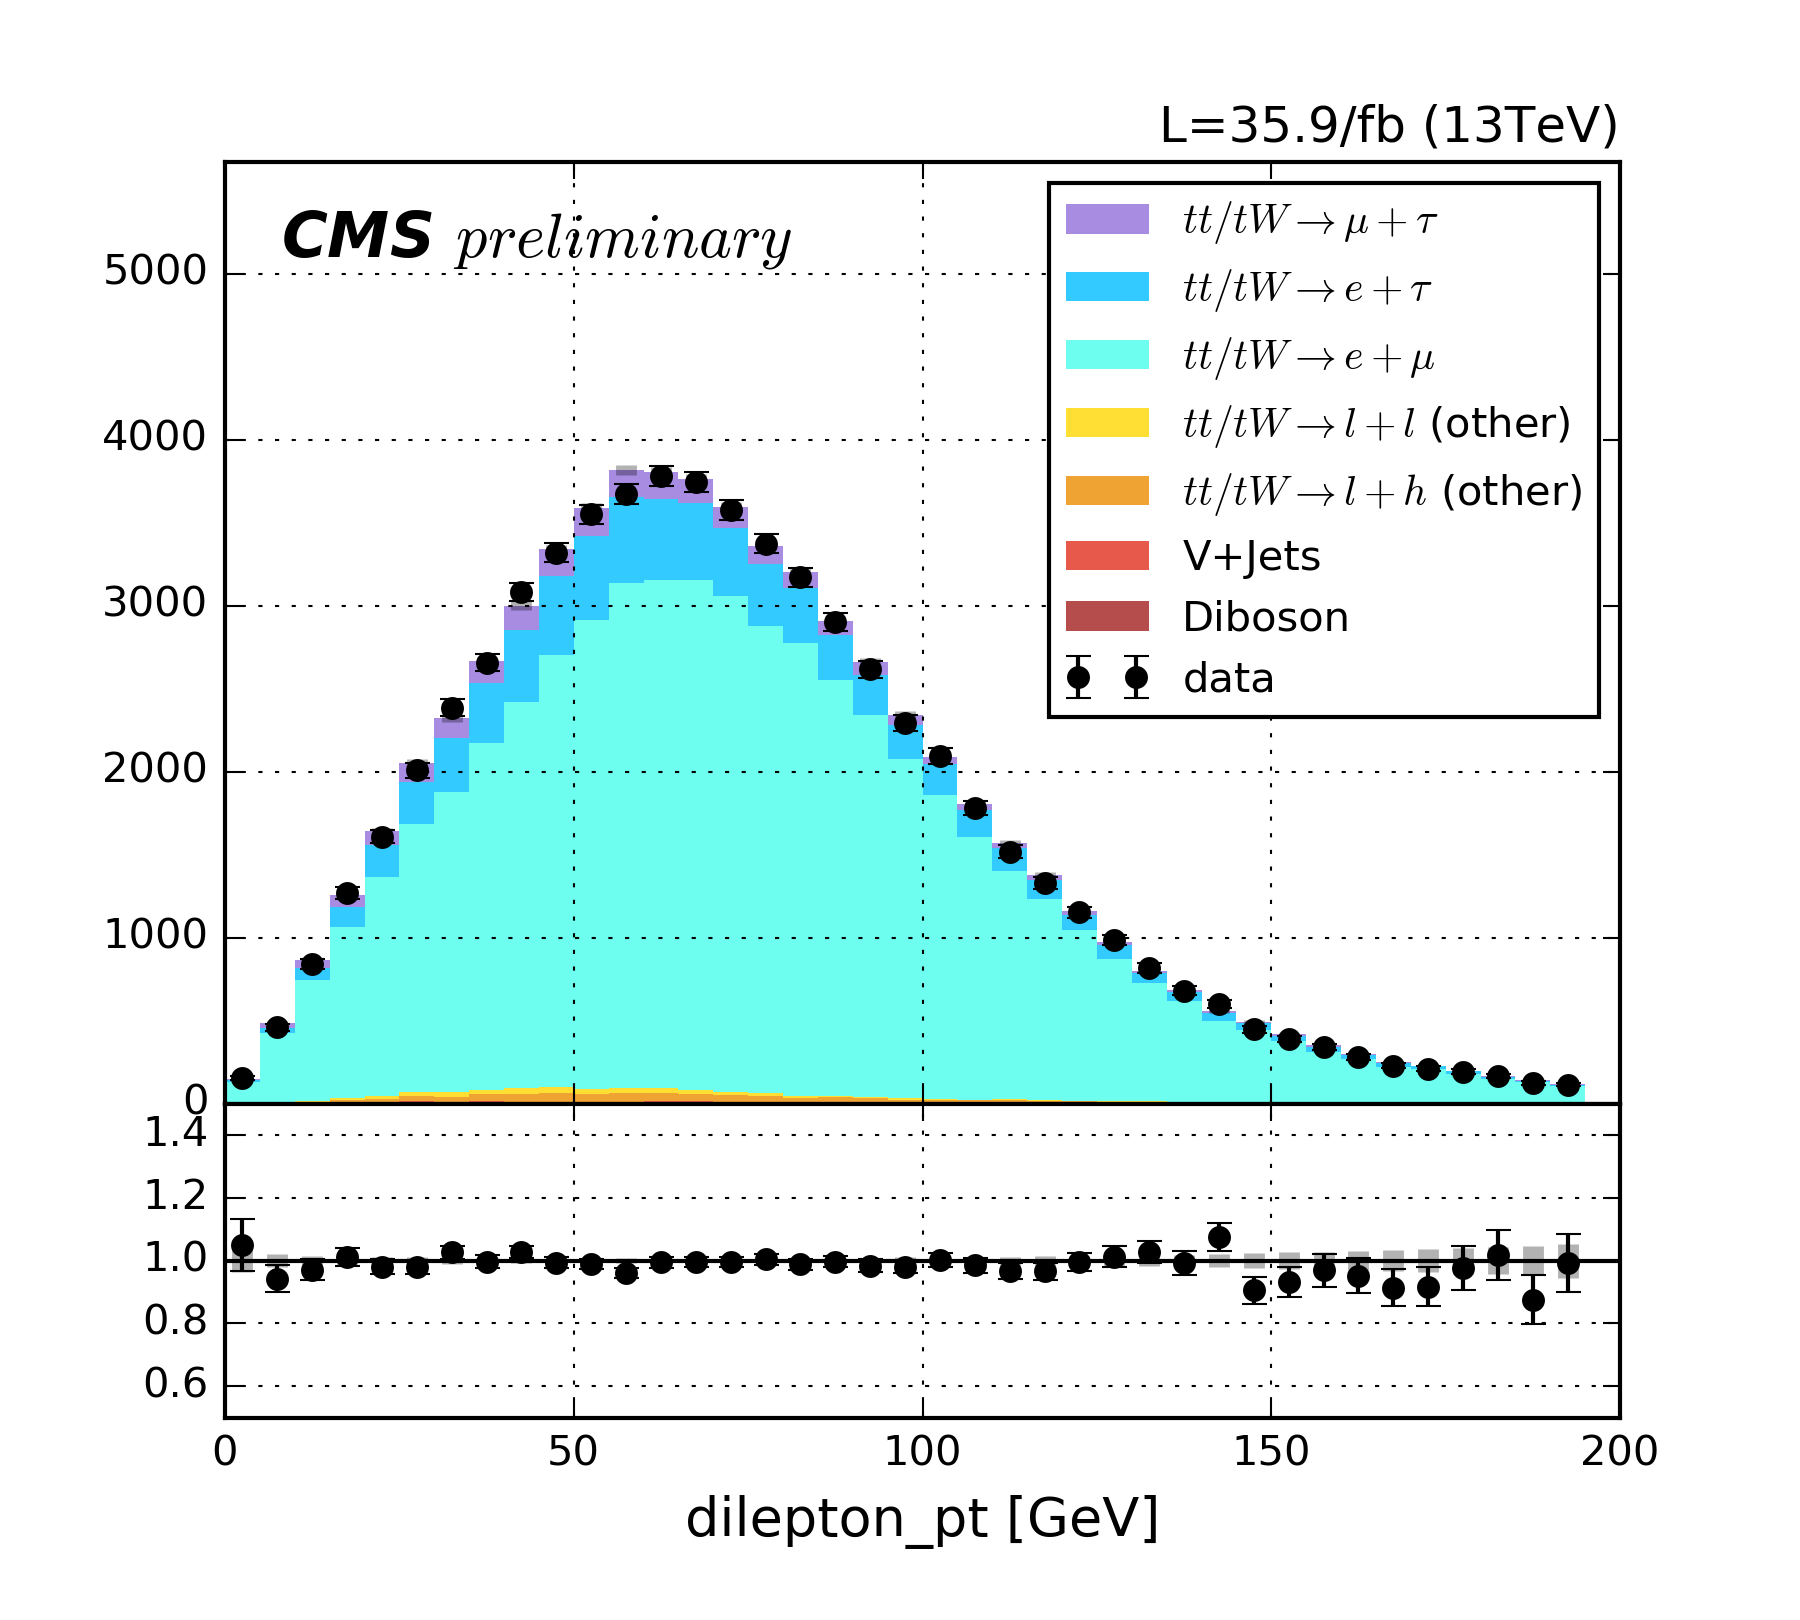 L=35.9/fb (13TeV)
CMS preliminary
tt/tW→μ+τ
tt/tW→e+τ
tt/tW→e+μ
tt/tW→l+l (other)
tt/tW→l+h (other)
V+Jets
Diboson
data
5000
4000
3000
2000
1000
0
1.4
1.2
1.0
0.8
0.6
0 50 100 150 200
dilepton_pt [GeV]